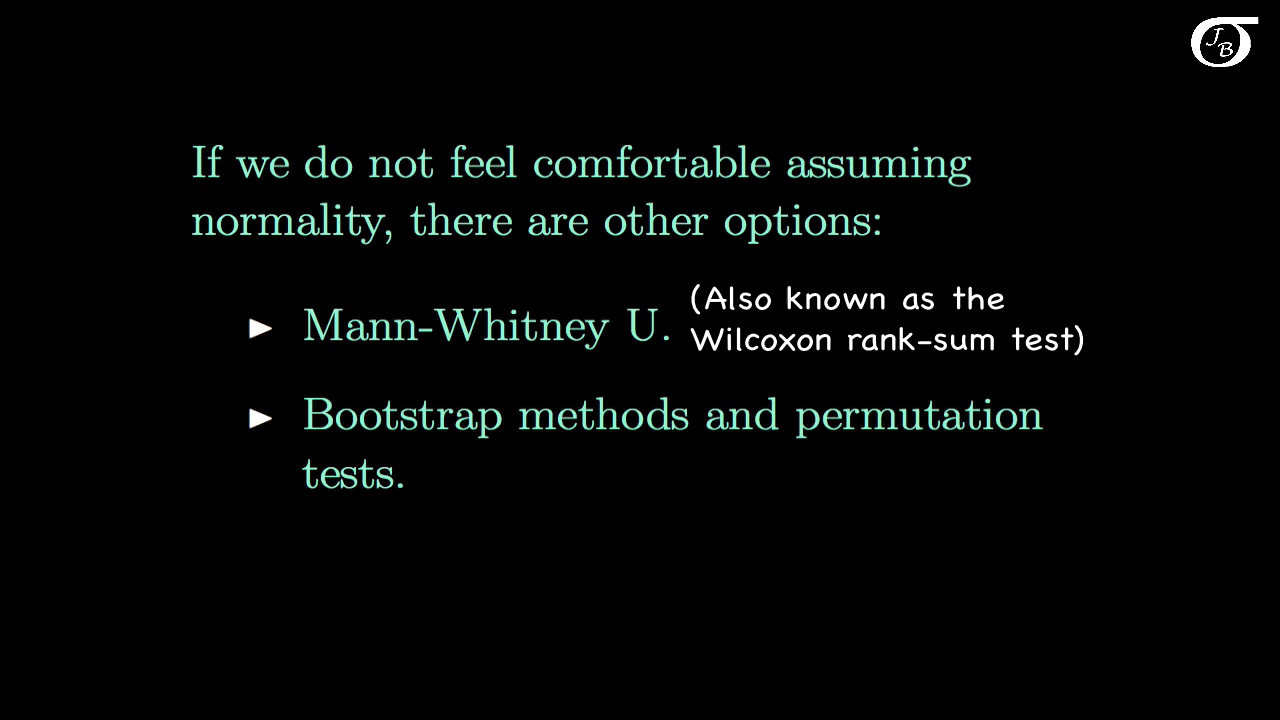 JB
If we do not feel comfortable assuming
normality, there are other options:
(Also known as the
Mann-Whitney U.
Wilcoxon rank-sum test)
Bootstrap methods and permutation
tests.